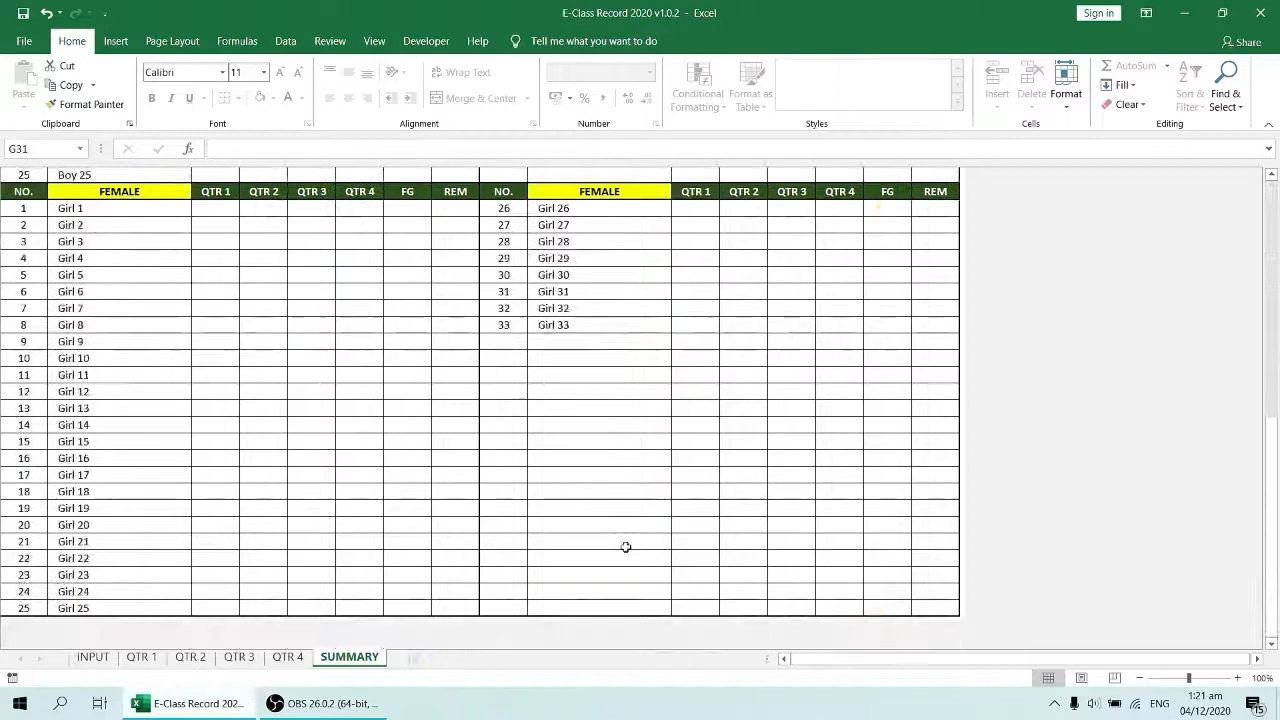 E-Class Record 2020 v1.0.2 - Excel
Sign in
File Home Insert Page Layout Formulas Data Review View Developer Help Tell me what you want to do Share
Paste
Cut
Copy
Format Painter
Calibri 11
B I U
Wrap Text
Merge & Center
Conditional Formatting
Format as Table
Insert Delete Format
AutoSum
Fill
Clear
Sort & Filter
Find & Select
Clipboard Font Alignment Number Styles Cells Editing
G31 fx
25 Boy 25
NO. FEMALE QTR 1 QTR 2 QTR 3 QTR 4 FG REM NO. FEMALE QTR 1 QTR 2 QTR 3 QTR 4 FG REM
1 Girl 1 26 Girl 26
2 Girl 2 27 Girl 27
3 Girl 3 28 Girl 28
4 Girl 4 29 Girl 29
5 Girl 5 30 Girl 30
6 Girl 6 31 Girl 31
7 Girl 7 32 Girl 32
8 Girl 8 33 Girl 33
9 Girl 9
10 Girl 10
11 Girl 11
12 Girl 12
13 Girl 13
14 Girl 14
15 Girl 15
16 Girl 16
17 Girl 17
18 Girl 18
19 Girl 19
20 Girl 20
21 Girl 21
22 Girl 22
23 Girl 23
24 Girl 24
25 Girl 25
INPUT QTR 1 QTR 2 QTR 3 QTR 4 SUMMARY
100%
E-Class Record 202...
OBS 26.0.2 (64-bit, ...
ENG
1:21 am
04/12/2020
15